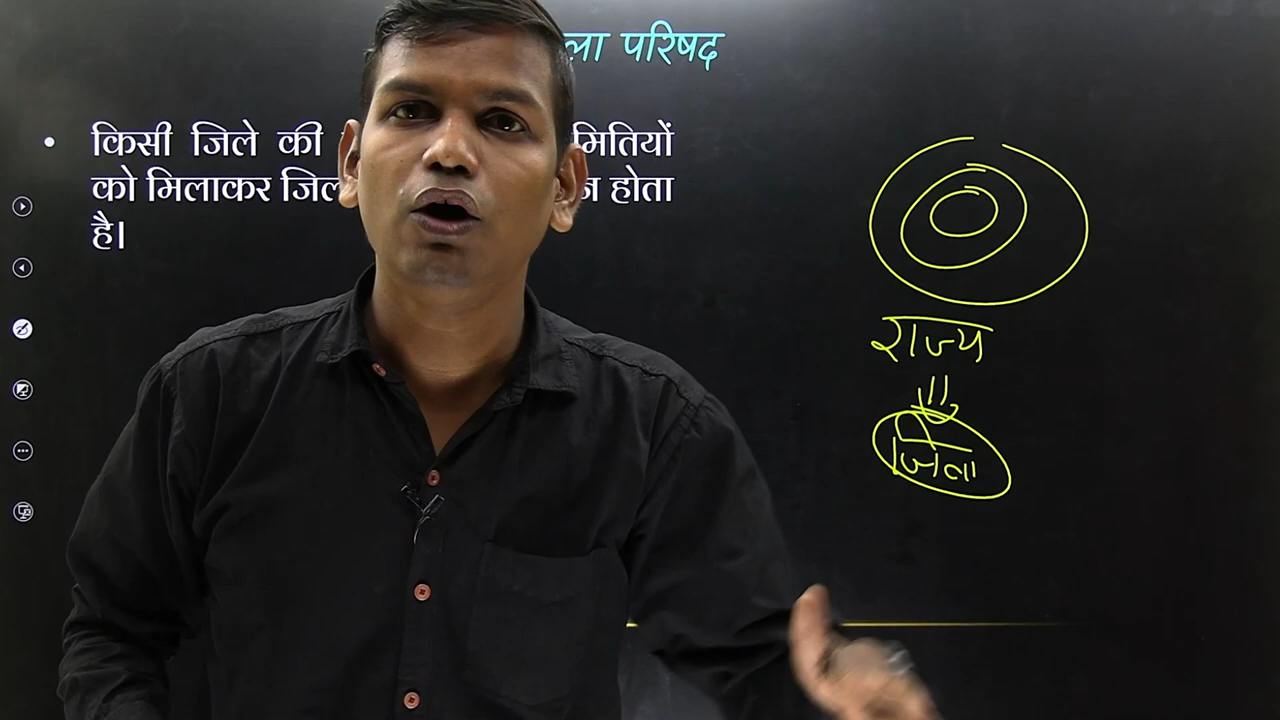 ला परिषद
किसी जिले की मितियों
को मिलाकर जिल होता
है।
राज्य
जिला